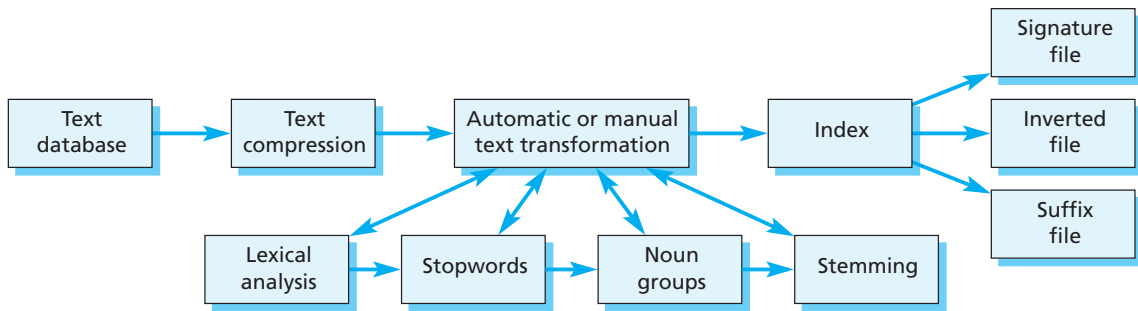 Signature
file
Text
database
Text
compression
Automatic or manual
text transformation
Index
Inverted
file
Suffix
file
Lexical
analysis
Stopwords
Noun
groups
Stemming